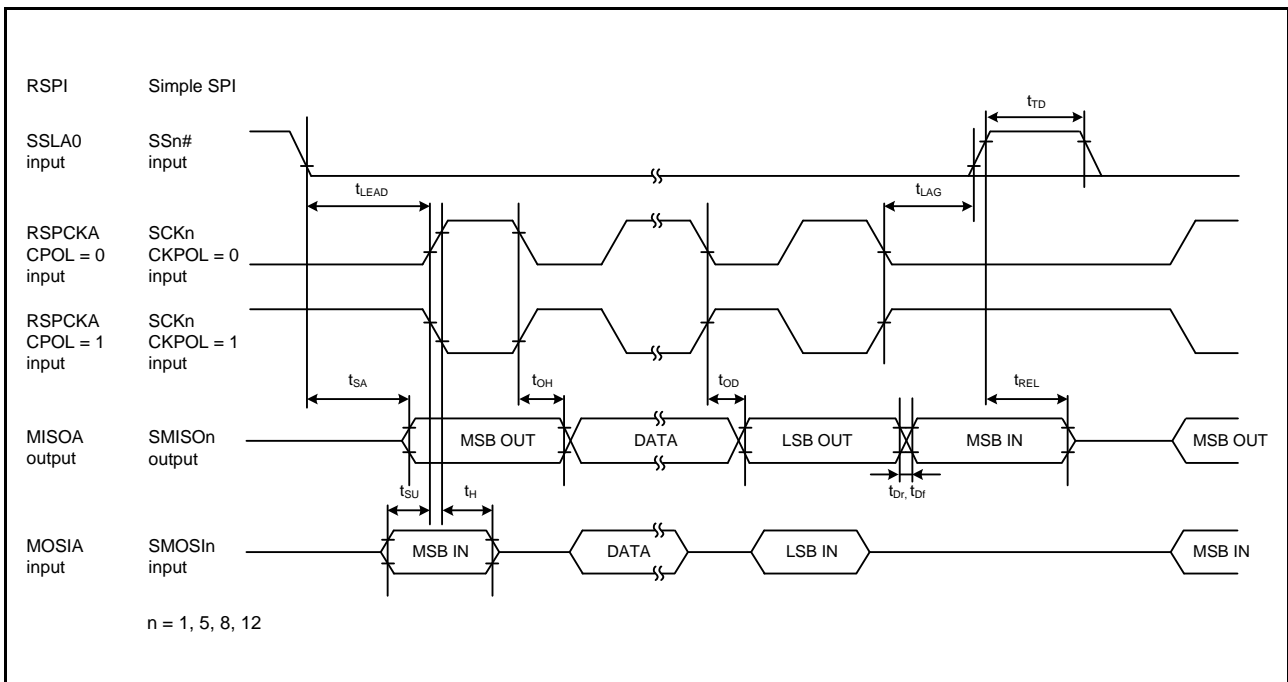 RSPI Simple SPI
tTD
SSLA0 SSn#
input input
tLEAD tLAG
RSPCKA SCKn
CPOL = 0 CKPOL = 0
input input
RSPCKA SCKn
CPOL = 1 CKPOL = 1
input input
tSA tOH tOD tREL
MISOA SMISOn
output output
MSB OUT DATA LSB OUT MSB IN MSB OUT
tSU tH tDr, tDf
MOSIA SMOSIn
input input
MSB IN DATA LSB IN MSB IN
n = 1, 5, 8, 12